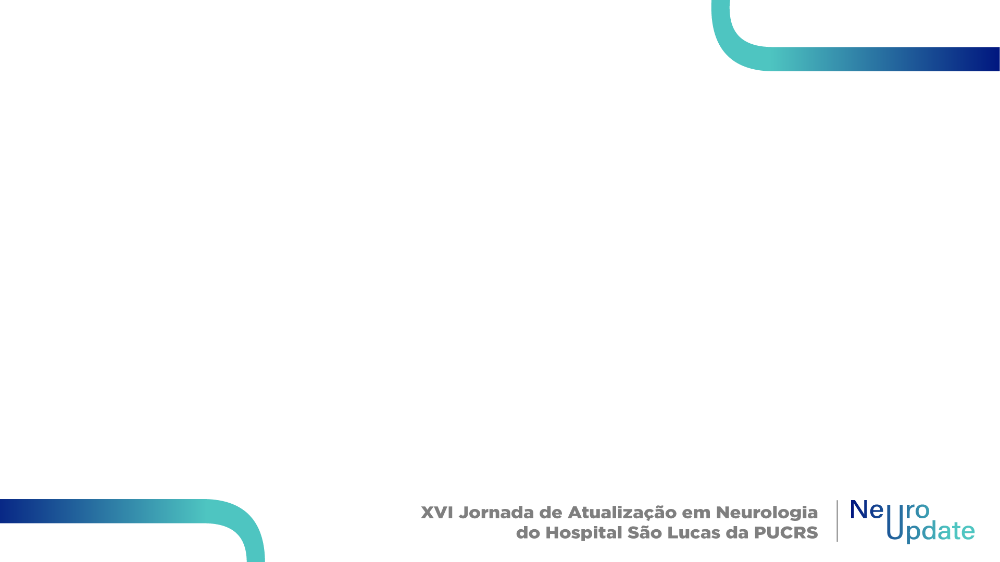 XVI Jornada de Atualização em Neurologia
do Hospital São Lucas da PUCRS
Neuro
Update